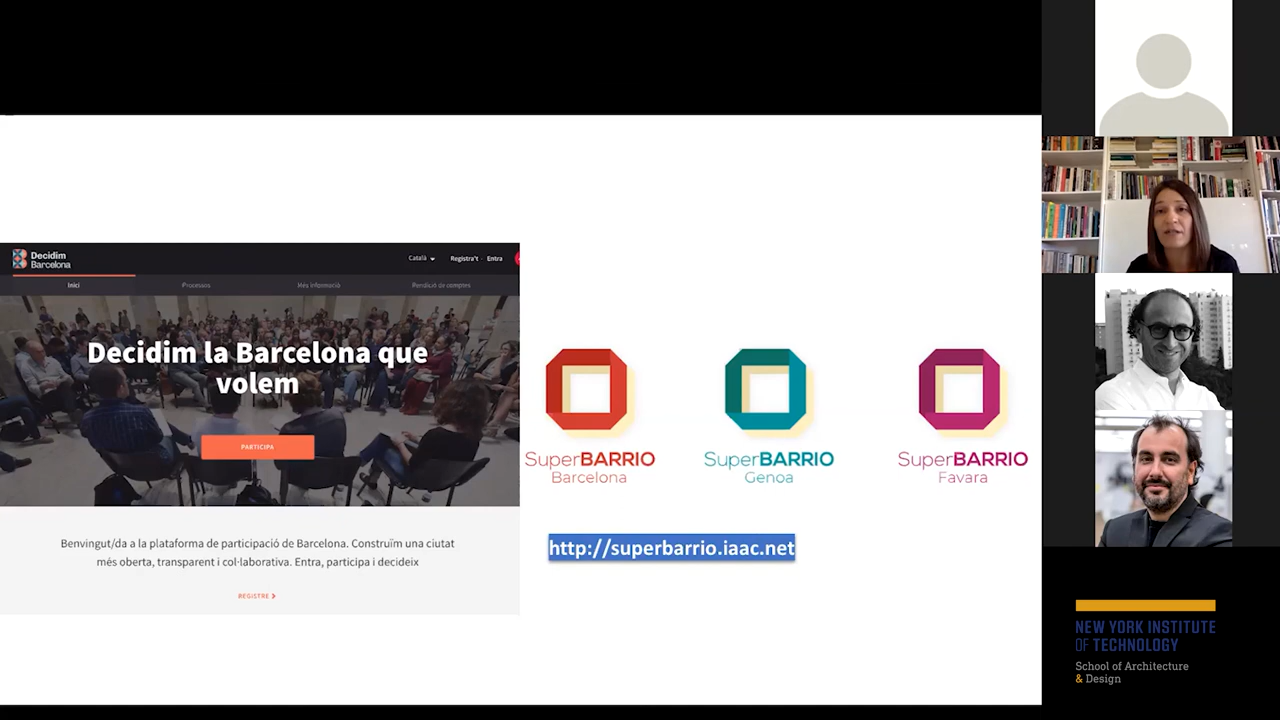 Decidim
Barcelona
Català
Registra't · Entra
Inici
Processos
Més informació
Rendició de comptes
Decidim la Barcelona que
volem
PARTICIPA
Benvingut/da a la plataforma de participació de Barcelona. Construïm una ciutat
més oberta, transparent i col·laborativa. Entra, participa i decideix
REGISTRE
SuperBARRIO
Barcelona
SuperBARRIO
Genoa
SuperBARRIO
Favara
http://superbarrio.iaac.net
NEW YORK INSTITUTE
OF TECHNOLOGY
School of Architecture
& Design